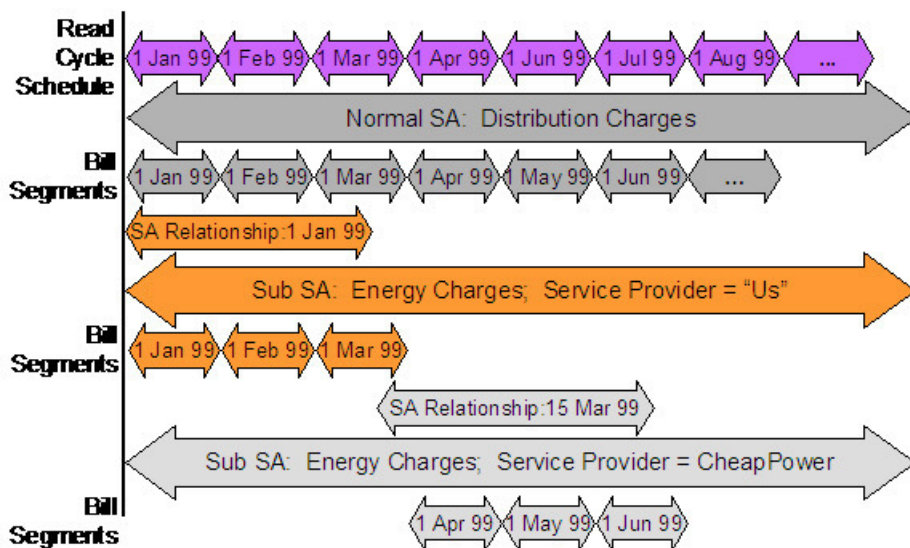 Read
Cycle
Schedule
1 Jan 99 1 Feb 99 1 Mar 99 1 Apr 99 1 Jun 99 1 Jul 99 1 Aug 99 ...
Normal SA: Distribution Charges
Bill
Segments
1 Jan 99 1 Feb 99 1 Mar 99 1 Apr 99 1 May 99 1 Jun 99 ...
SA Relationship:1 Jan 99
Sub SA: Energy Charges; Service Provider = “Us”
Bill
Segments
1 Jan 99 1 Feb 99 1 Mar 99
SA Relationship:15 Mar 99
Sub SA: Energy Charges; Service Provider = CheapPower
Bill
Segments
1 Apr 99 1 May 99 1 Jun 99